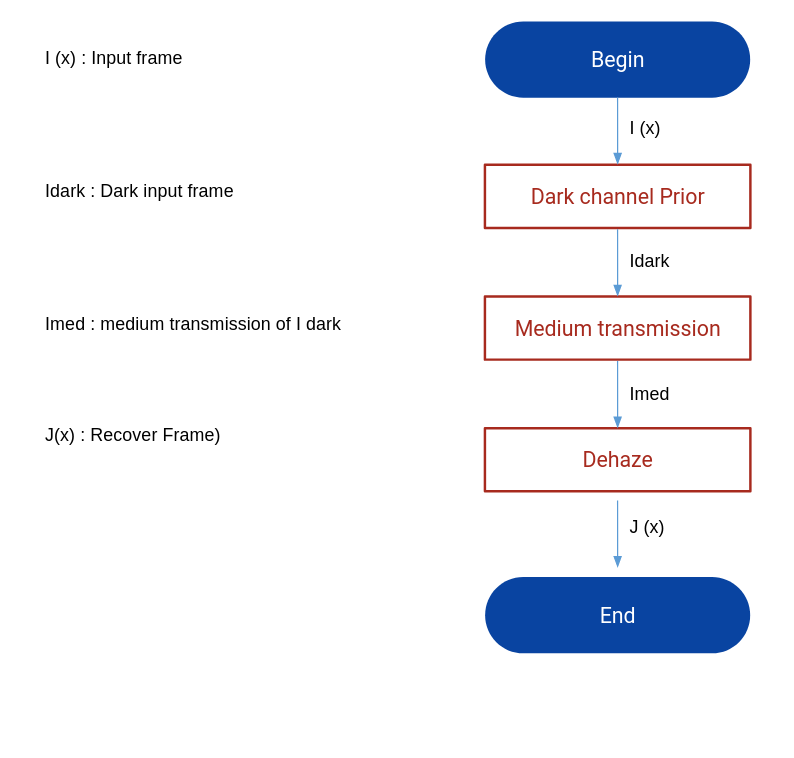 Begin
I (x) : Input frame
I (x)
Idark : Dark input frame
Dark channel Prior
Idark
Imed : medium transmission of I dark
Medium transmission
Imed
J(x) : Recover Frame)
Dehaze
J (x)
End